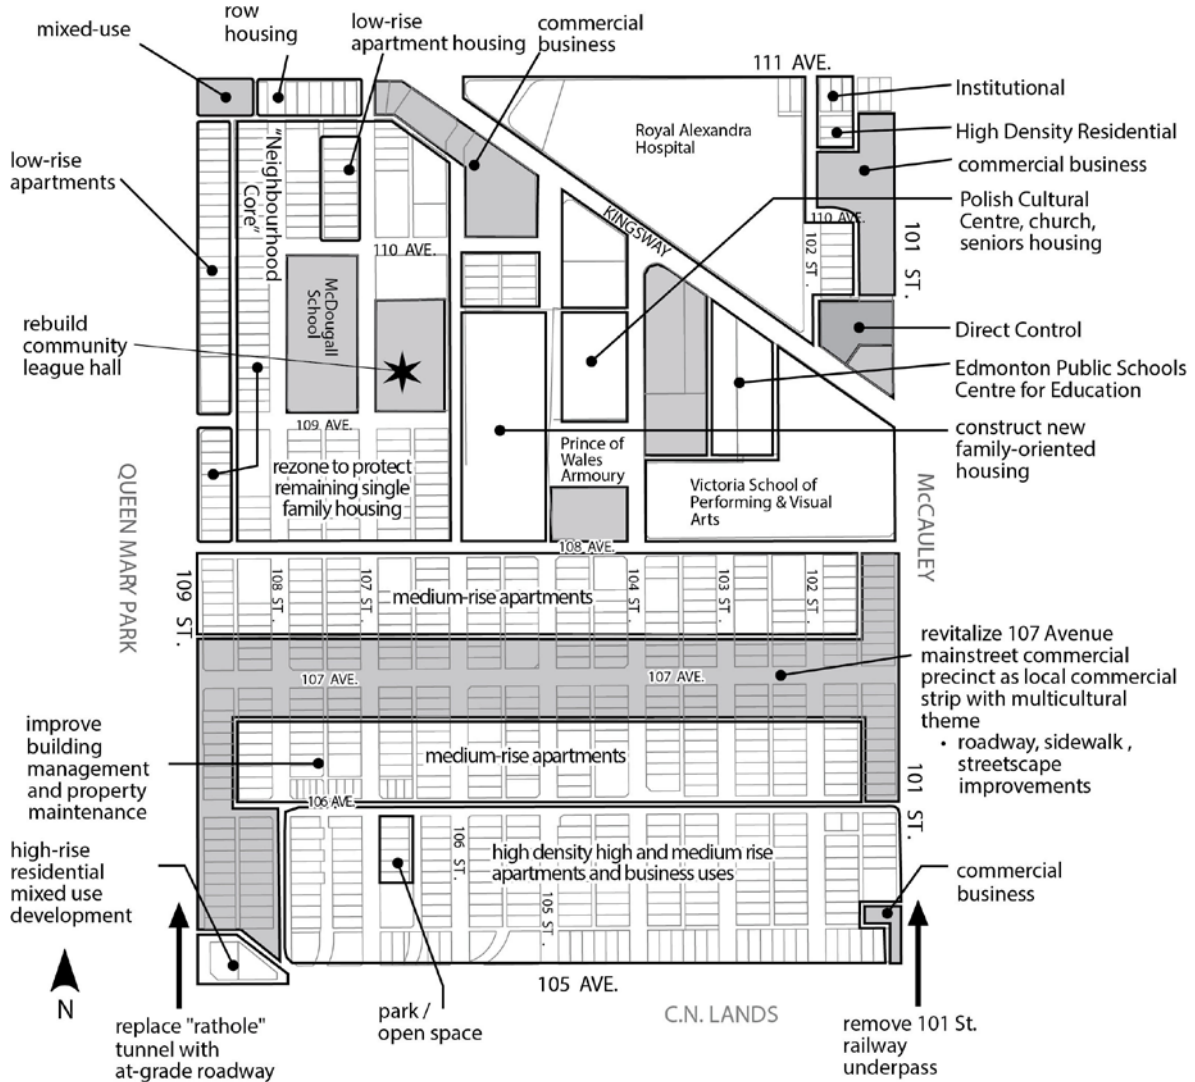 mixed-use
row
housing
low-rise
apartment housing
commercial
business
111 AVE.
Institutional
High Density Residential
commercial business
Polish Cultural
Centre, church,
seniors housing
Direct Control
Edmonton Public Schools
Centre for Education
construct new
family-oriented
housing
Royal Alexandra
Hospital
KINGSWAY
110 AVE.
102 ST.
101 ST.
low-rise
apartments
"Neighbourhood
Core"
110 AVE.
McDougall
School
rebuild
community
league hall
109 AVE.
rezone to protect
remaining single
family housing
Prince of
Wales
Armoury
Victoria School of
Performing & Visual
Arts
QUEEN MARY PARK
McCAULEY
108 AVE.
109 ST.
108 ST.
107 ST.
medium-rise apartments
104 ST.
103 ST.
102 ST.
107 AVE.
107 AVE.
revitalize 107 Avenue
mainstreet commercial
precinct as local commercial
strip with multicultural
theme
• roadway, sidewalk ,
streetscape
improvements
improve
building
management
and property
maintenance
medium-rise apartments
106 AVE.
101 ST.
high-rise
residential
mixed use
development
106 ST.
high density high and medium rise
apartments and business uses
105 ST.
commercial
business
N
105 AVE.
C.N. LANDS
park /
open space
replace "rathole"
tunnel with
at-grade roadway
remove 101 St.
railway
underpass